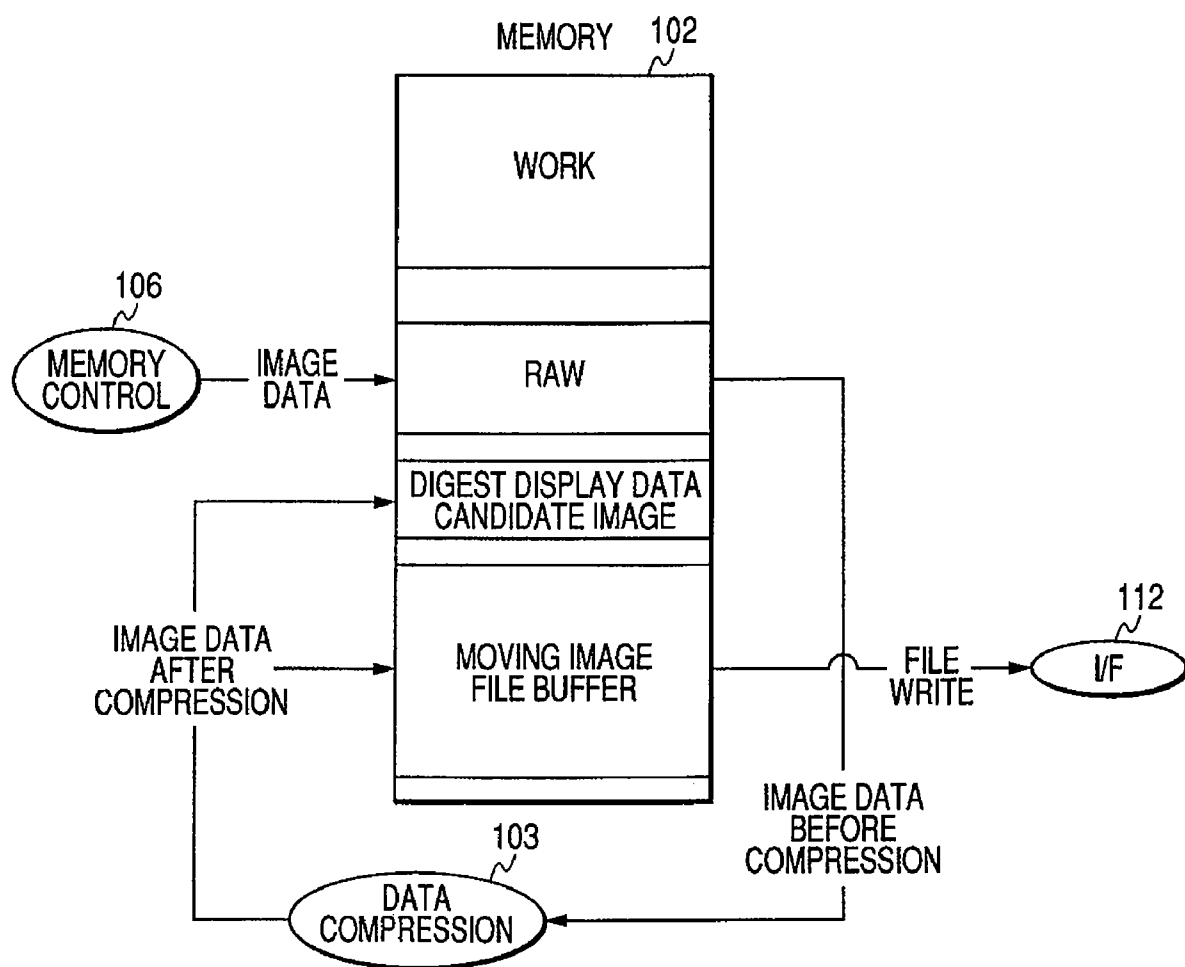 MEMORY
102
WORK
106
MEMORY
CONTROL
IMAGE
DATA
RAW
DIGEST DISPLAY DATA
CANDIDATE IMAGE
IMAGE DATA
AFTER
COMPRESSION
MOVING IMAGE
FILE BUFFER
FILE
WRITE
112
I/F
IMAGE DATA
BEFORE
COMPRESSION
103
DATA
COMPRESSION